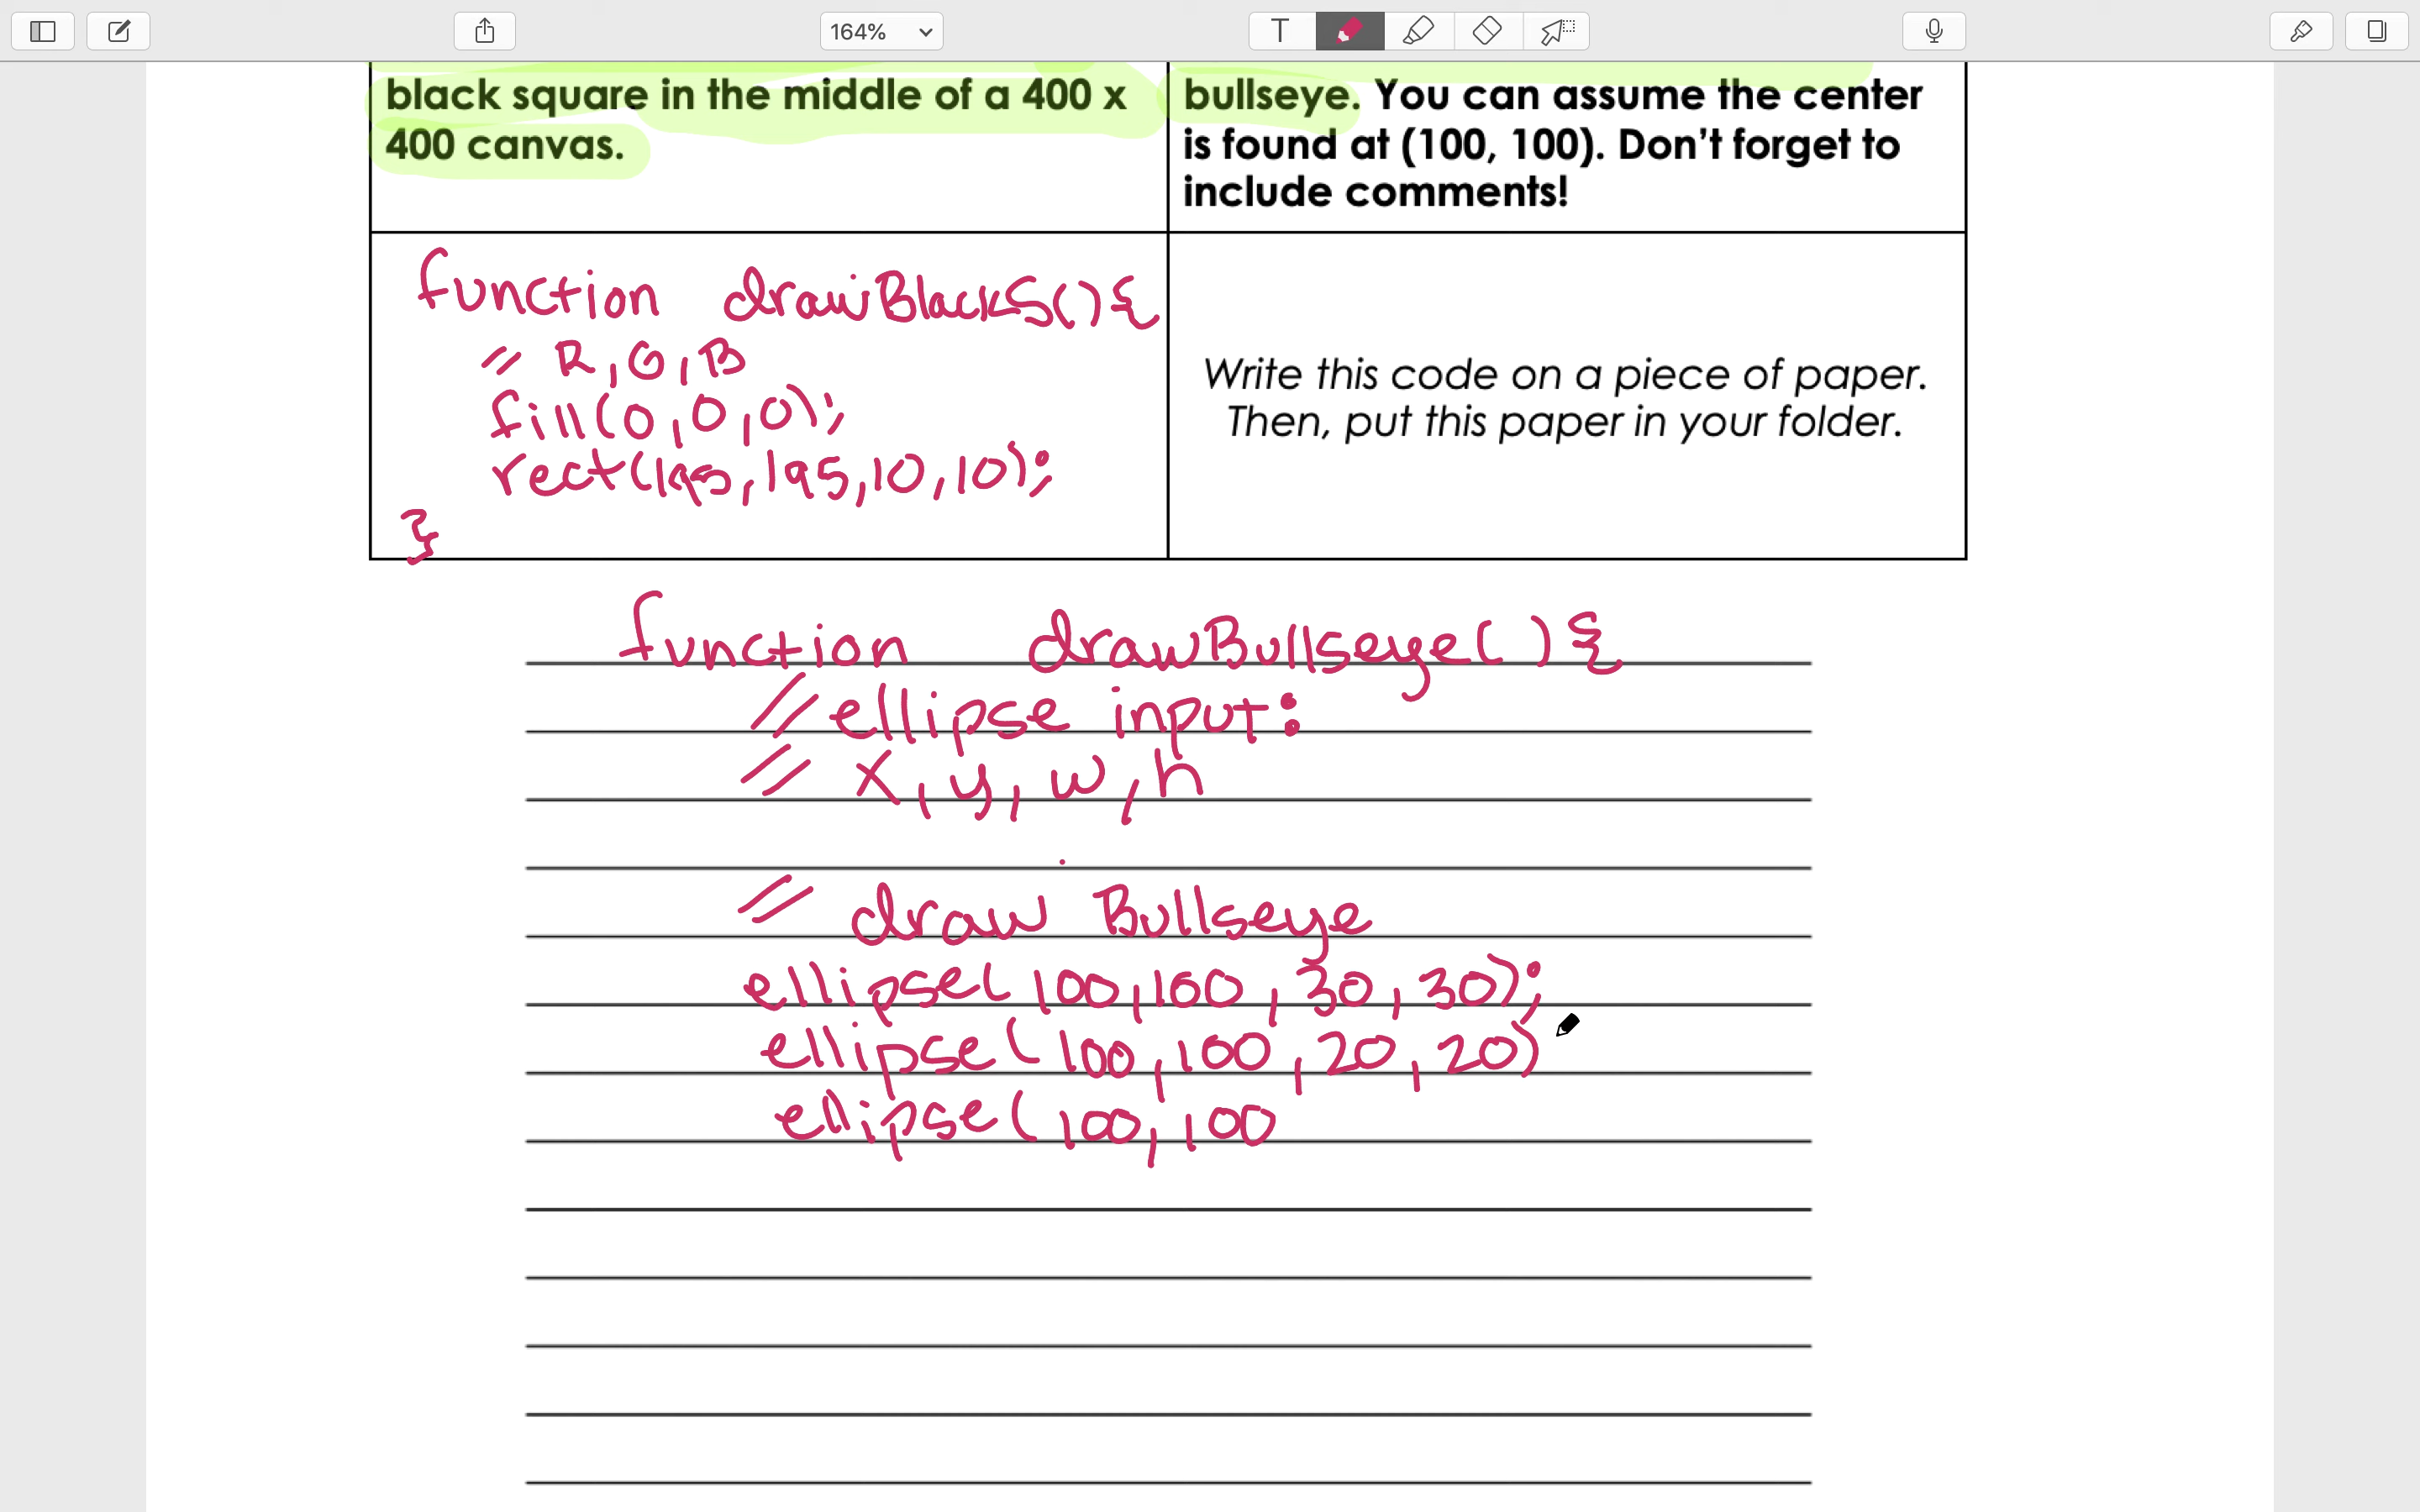 164%
T
black square in the middle of a 400 x
400 canvas.
bullseye. You can assume the center
is found at (100, 100). Don't forget to
include comments!
function drawBlackS(){
// R,G,B
fill(0,0,0);
rect(195,195,10,10);
}
Write this code on a piece of paper.
Then, put this paper in your folder.
function drawBullseye(){
//ellipse input:
// x,y,w,h
// draw Bullseye
ellipse(100,100,30,30);
ellipse(100,100,20,20)
ellipse(100,100